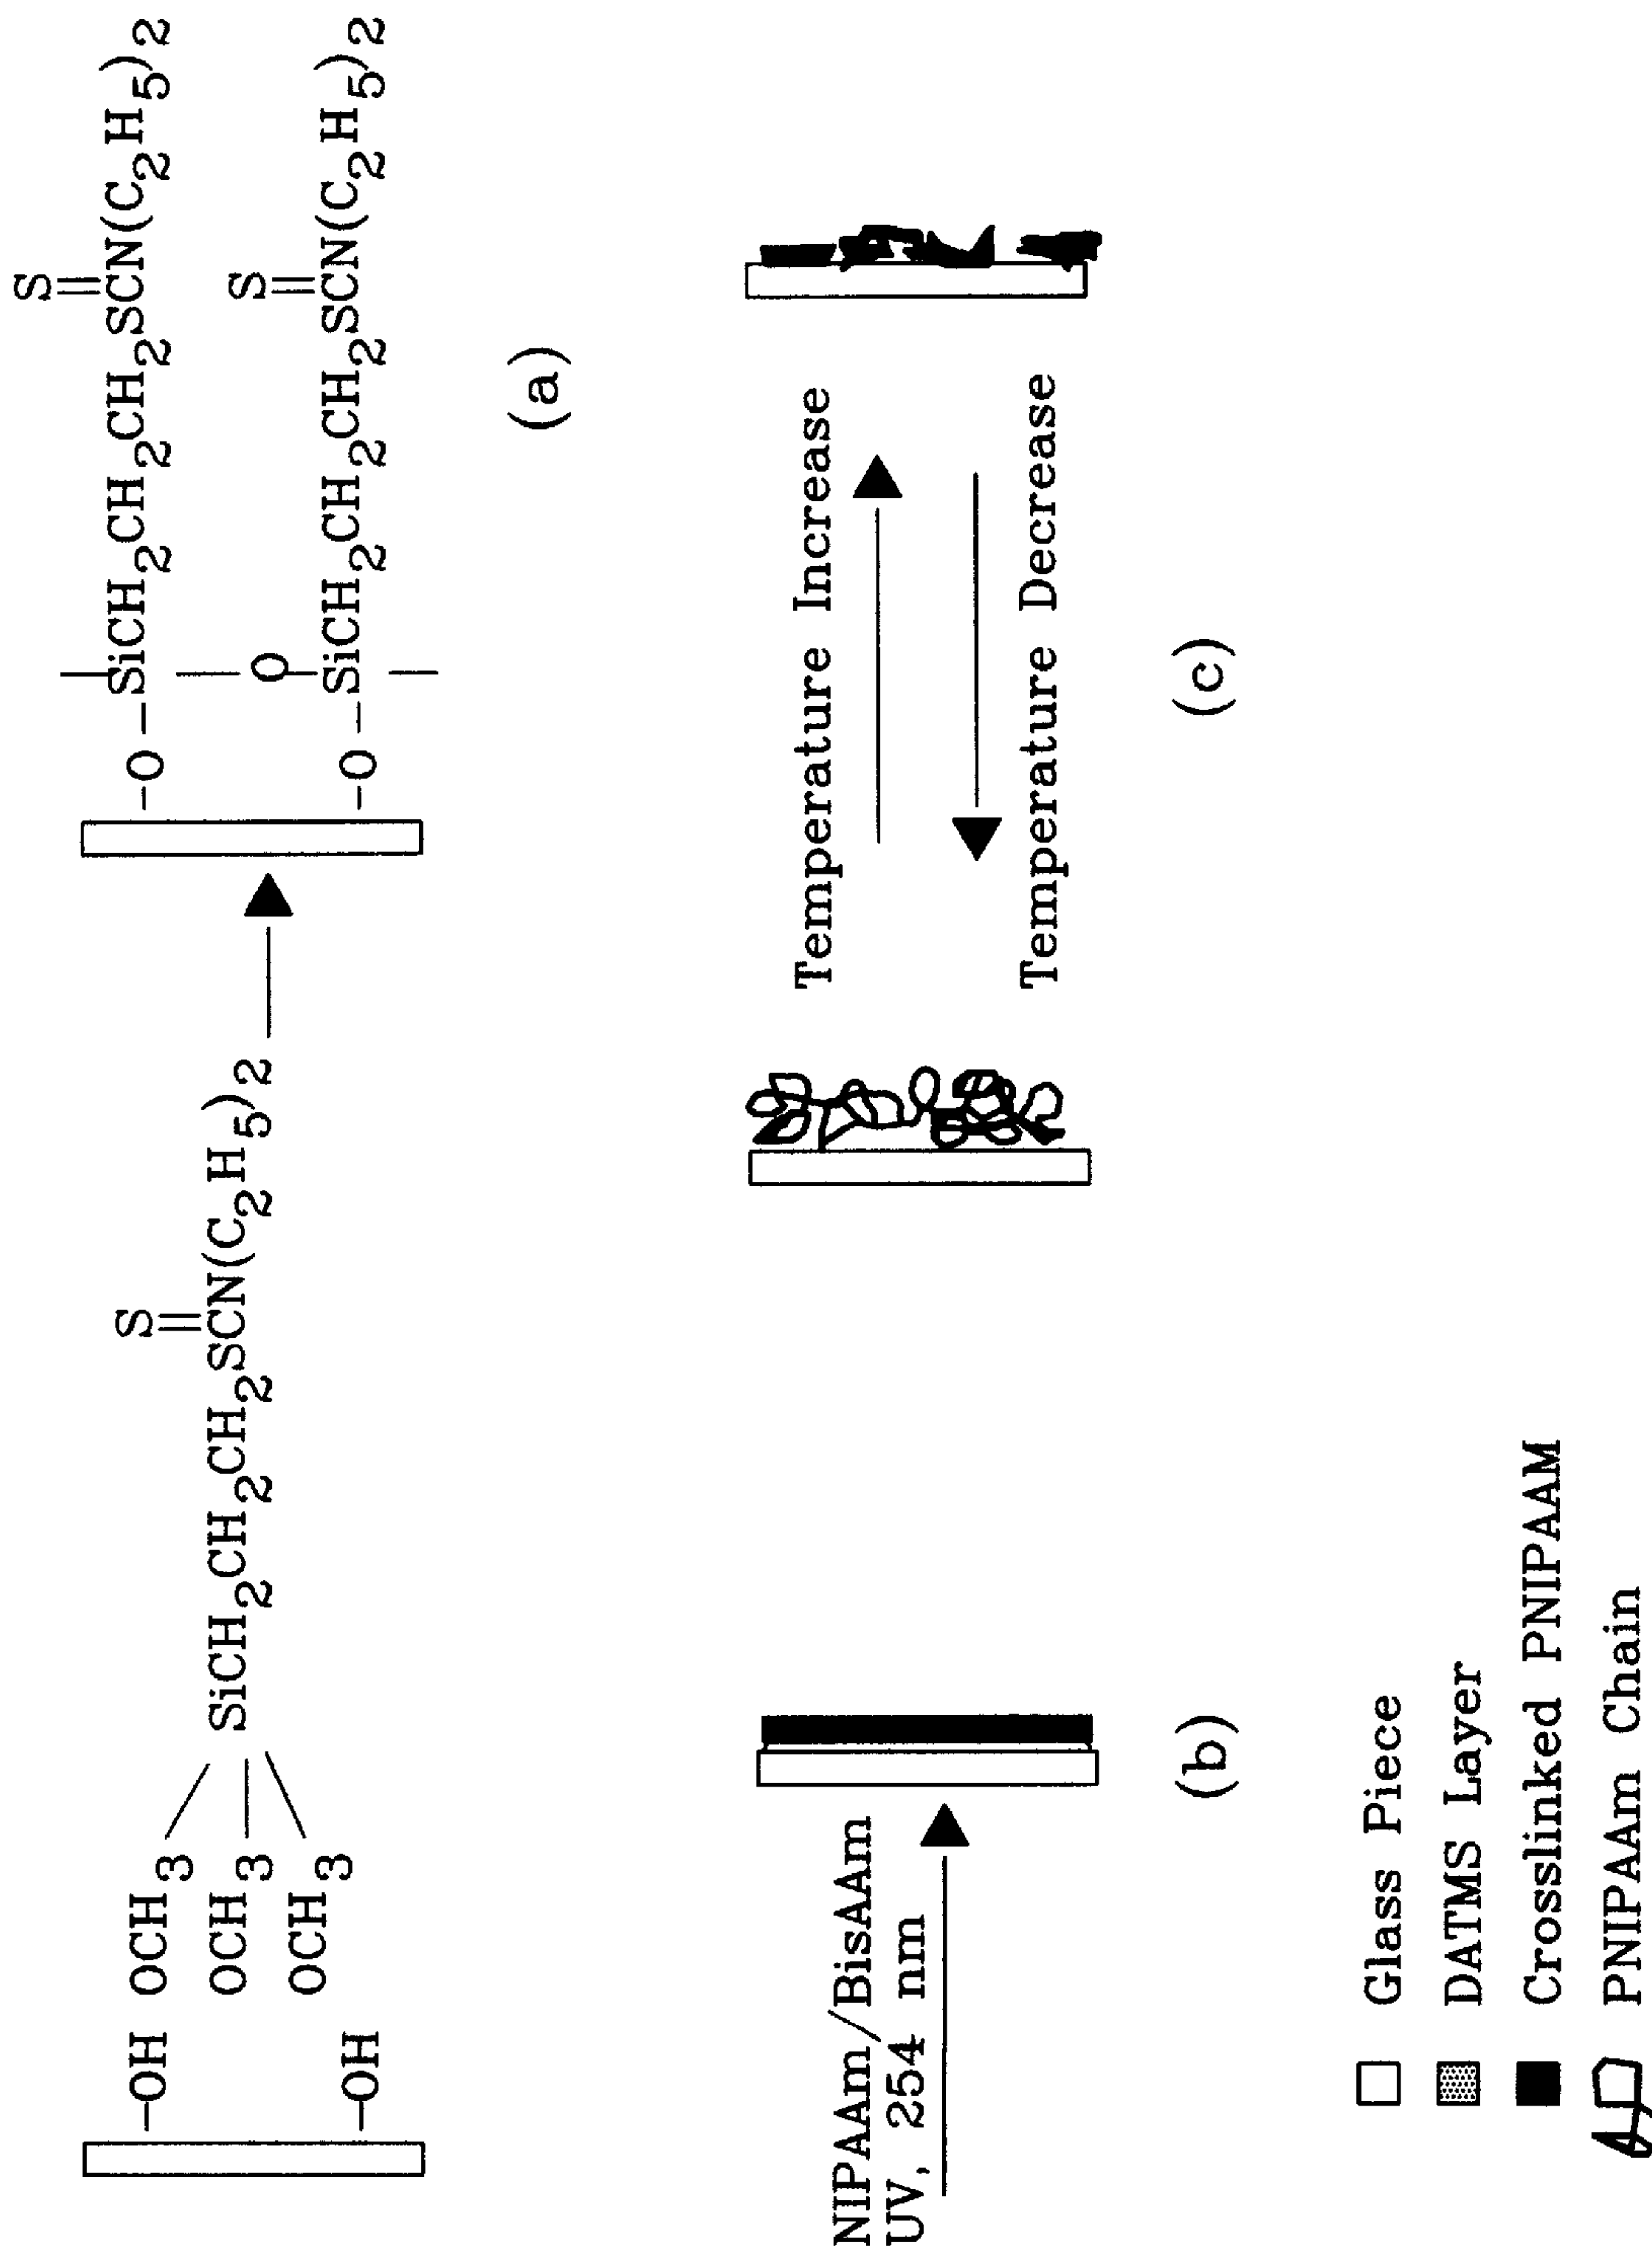 -OH OCH3
OCH3
-OH OCH3
S
SiCH2CH2CH2SCN(C2H5)2
S
-O-SiCH2CH2CH2SCN(C2H5)2
O
S
-O-SiCH2CH2CH2SCN(C2H5)2
(a)
NIPAAm/BisAAm
UV, 254 nm
(b)
Temperature Increase
Temperature Decrease
(c)
Glass Piece
DATMS Layer
Crosslinked PNIPAAM
PNIPAAm Chain